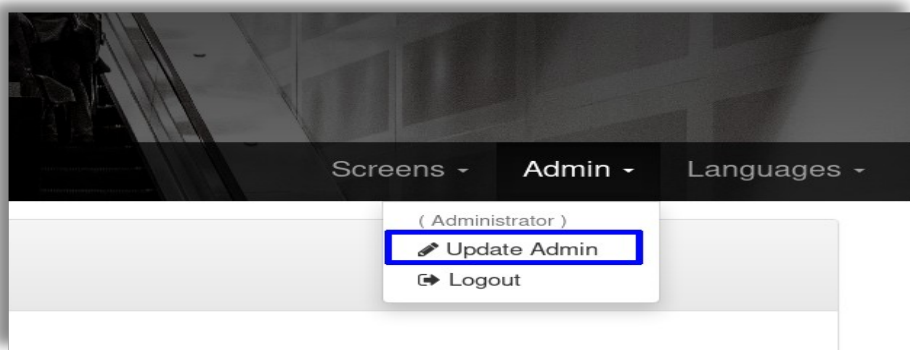 Screens Admin Languages
( Administrator )
Update Admin
Logout